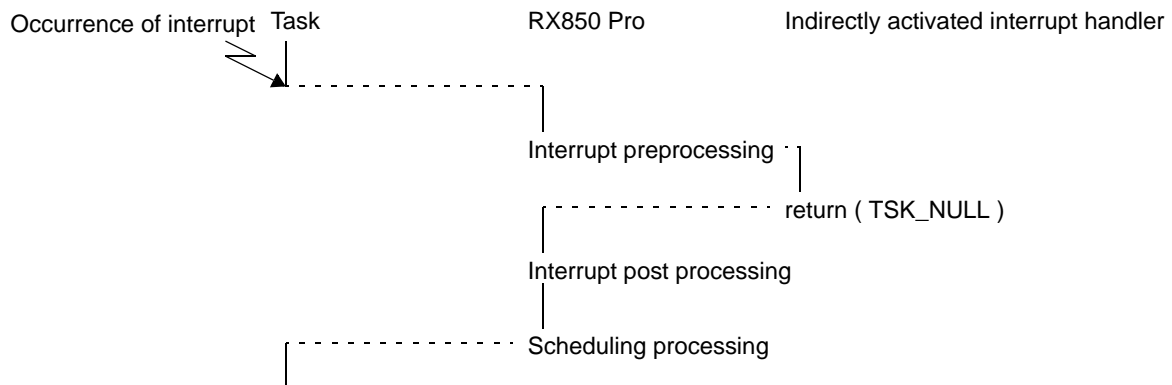 Occurrence of interrupt
Task
RX850 Pro
Indirectly activated interrupt handler
Interrupt preprocessing
return ( TSK_NULL )
Interrupt post processing
Scheduling processing